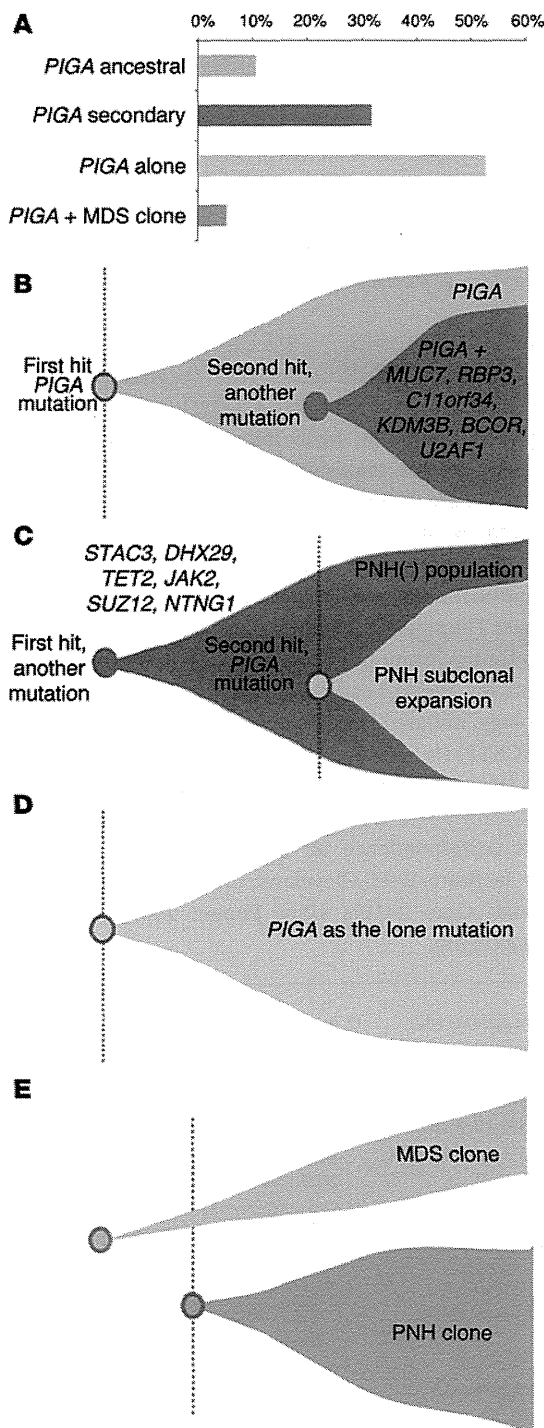 A
0% 10% 20% 30% 40% 50% 60%
PIGA ancestral
PIGA secondary
PIGA alone
PIGA + MDS clone
B
First hit
PIGA
mutation
Second hit,
another
mutation
PIGA
PIGA +
MUC7, RBP3,
C11orf34,
KDM3B, BCOR,
U2AF1
C
STAC3, DHX29,
TET2, JAK2,
SUZ12, NTNG1
First hit,
another
mutation
Second hit,
PIGA
mutation
PNH(-) population
PNH subclonal
expansion
D
PIGA as the lone mutation
E
MDS clone
PNH clone